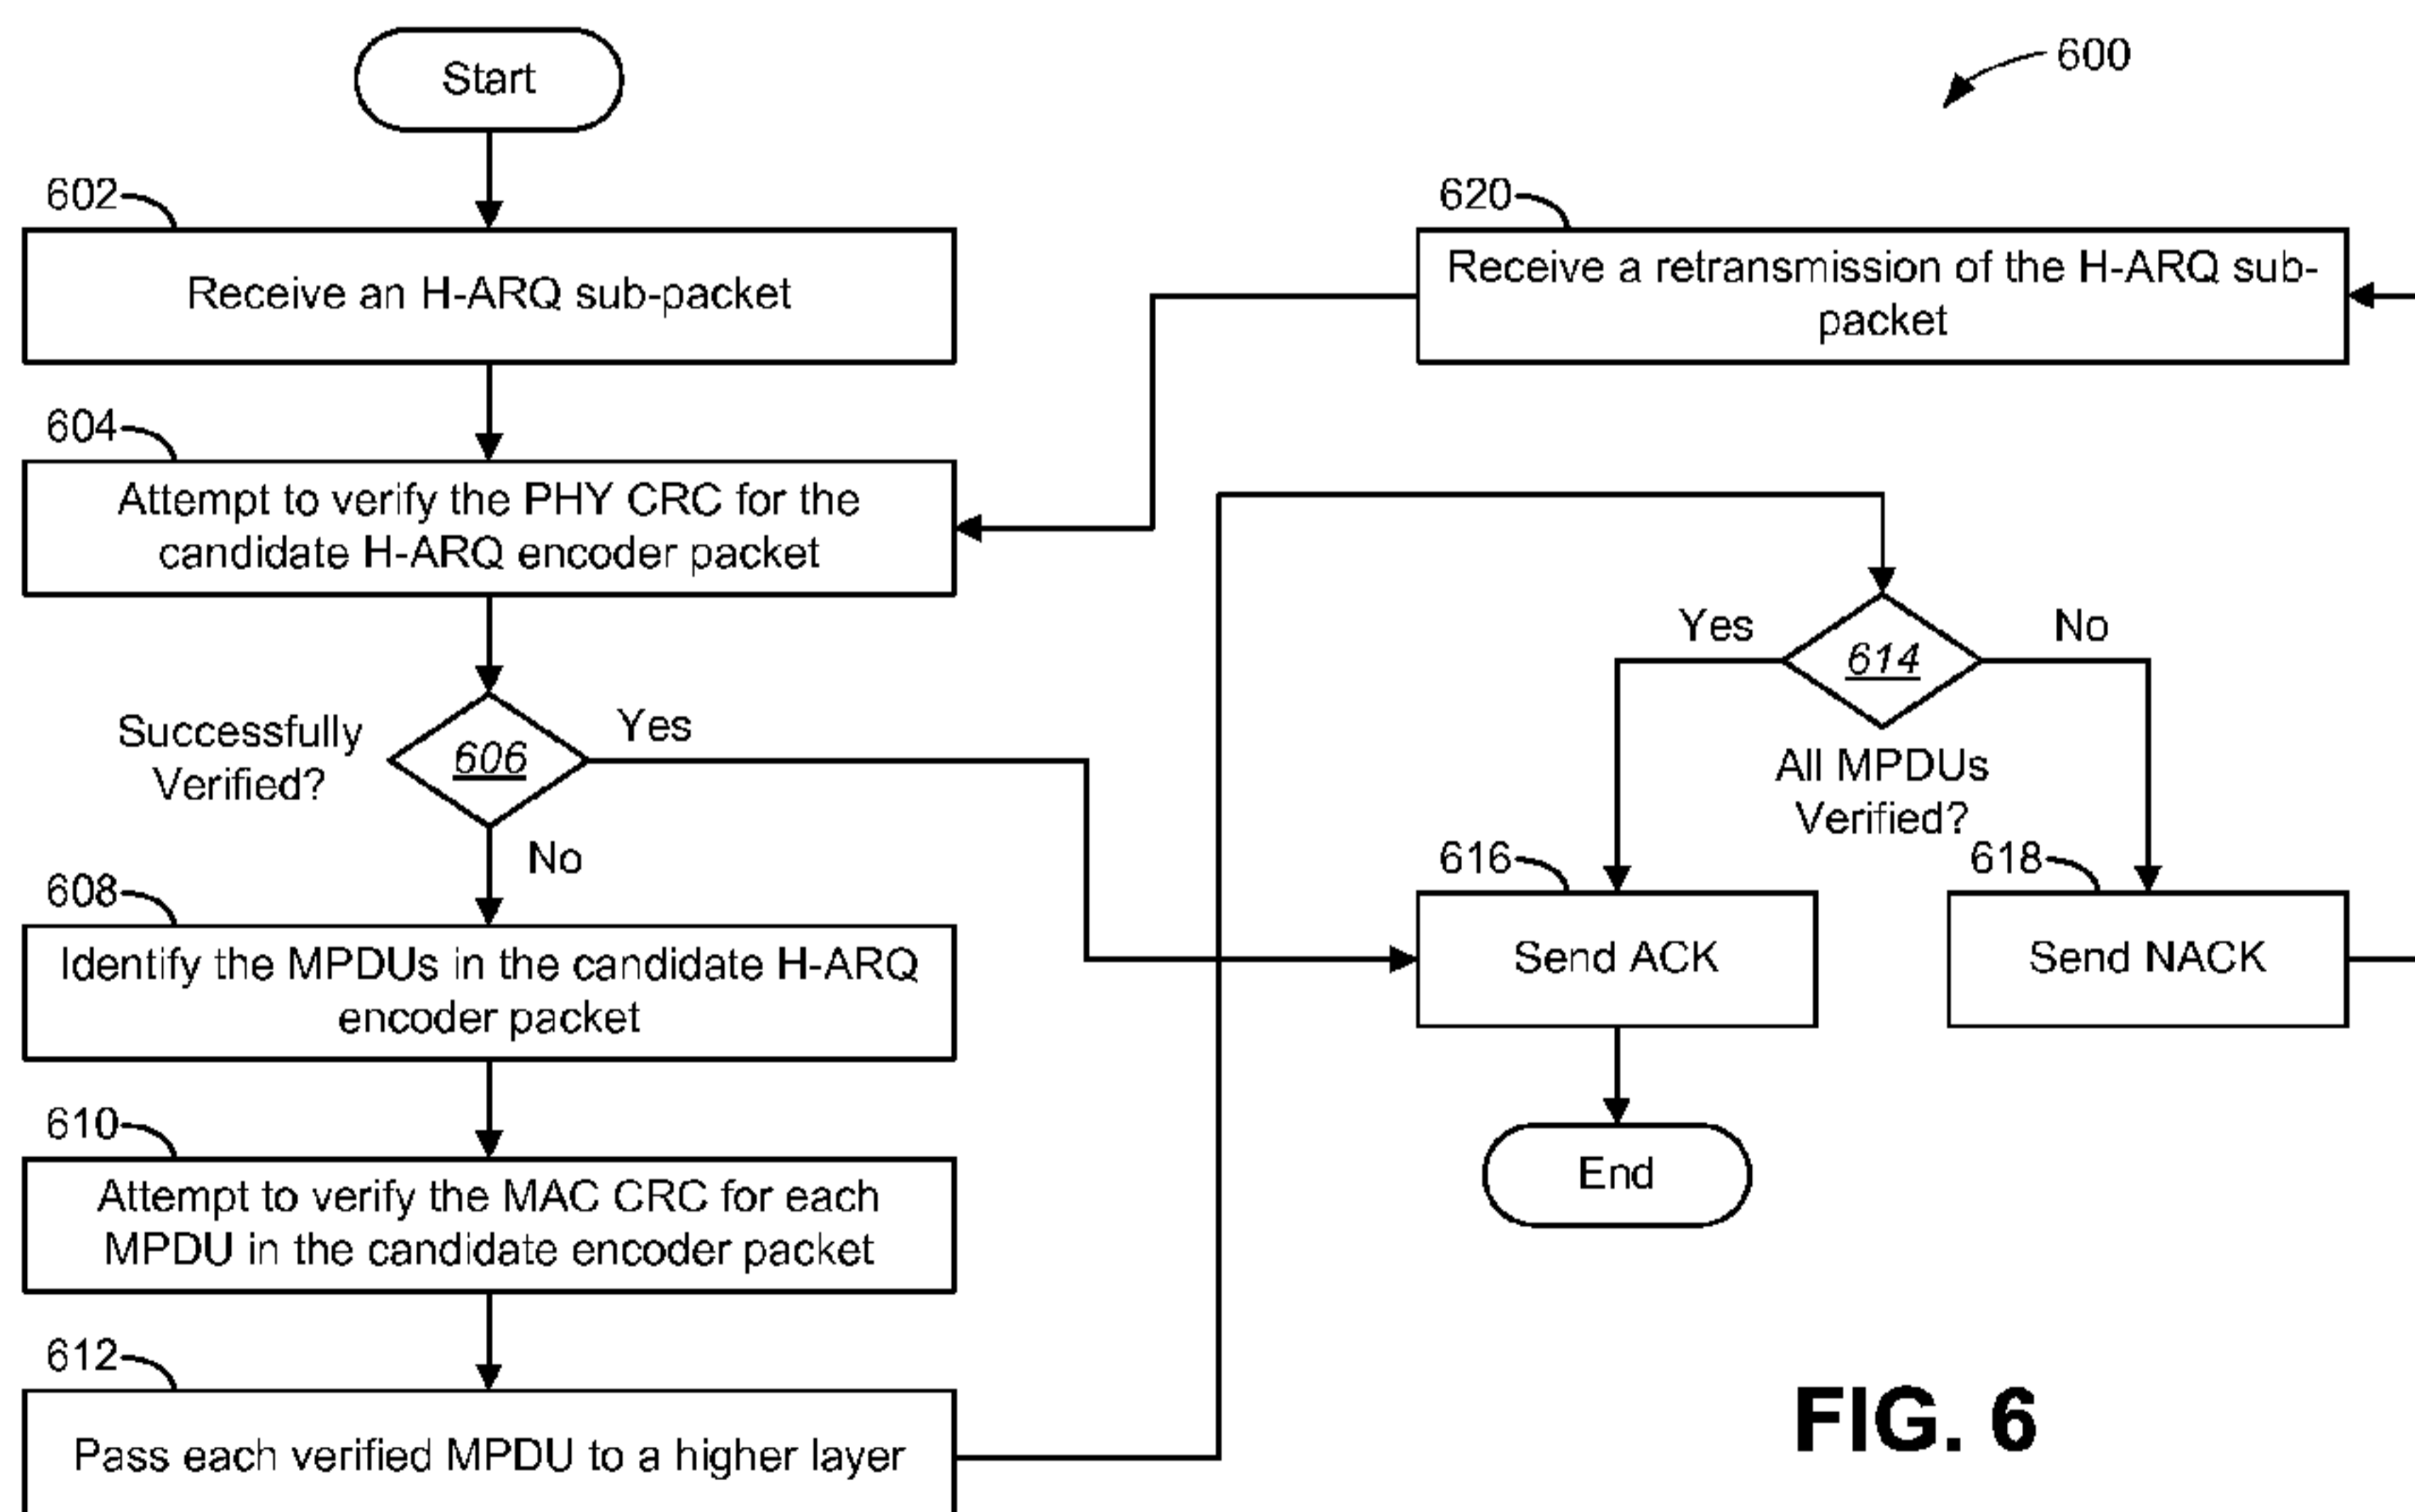 Start
600
602
Receive an H-ARQ sub-packet
620
Receive a retransmission of the H-ARQ sub-
packet
604
Attempt to verify the PHY CRC for the
candidate H-ARQ encoder packet
Successfully
Verified?
606
Yes
No
608
Identify the MPDUs in the candidate H-ARQ
encoder packet
610
Attempt to verify the MAC CRC for each
MPDU in the candidate encoder packet
612
Pass each verified MPDU to a higher layer
Yes
614
No
All MPDUs
Verified?
616
Send ACK
618
Send NACK
End
FIG. 6